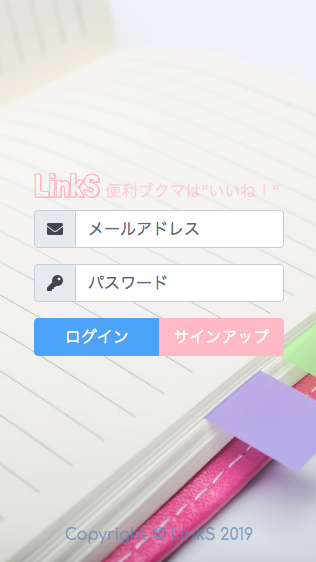 LinkS 便利ブクマは"いいね！"
メールアドレス
パスワード
ログイン サインアップ
Copyright © LinkS 2019